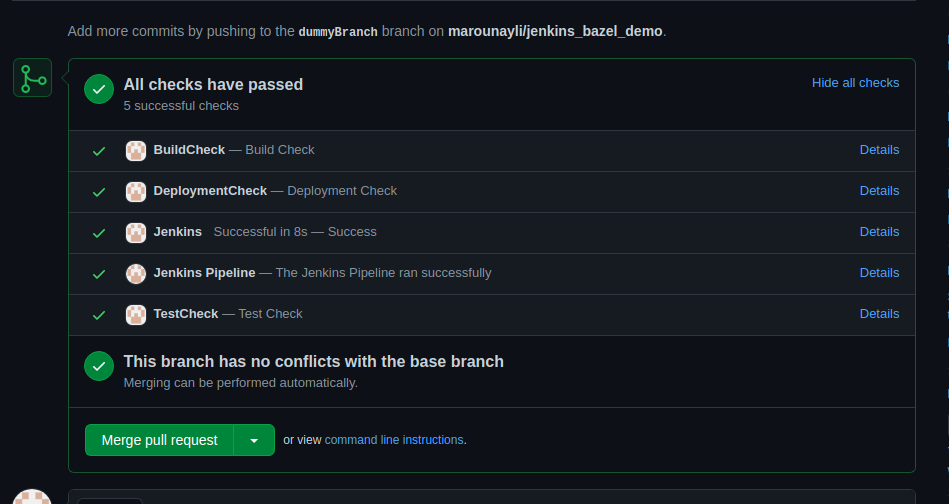 Add more commits by pushing to the dummyBranch branch on marounayli/jenkins_bazel_demo.
All checks have passed
Hide all checks
5 successful checks
BuildCheck — Build Check
Details
DeploymentCheck — Deployment Check
Details
Jenkins Successful in 8s — Success
Details
Jenkins Pipeline — The Jenkins Pipeline ran successfully
Details
TestCheck — Test Check
Details
This branch has no conflicts with the base branch
Merging can be performed automatically.
Merge pull request
or view command line instructions.